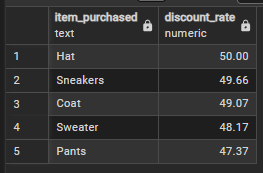 item_purchased discount_rate
text numeric
1 Hat 50.00
2 Sneakers 49.66
3 Coat 49.07
4 Sweater 48.17
5 Pants 47.37